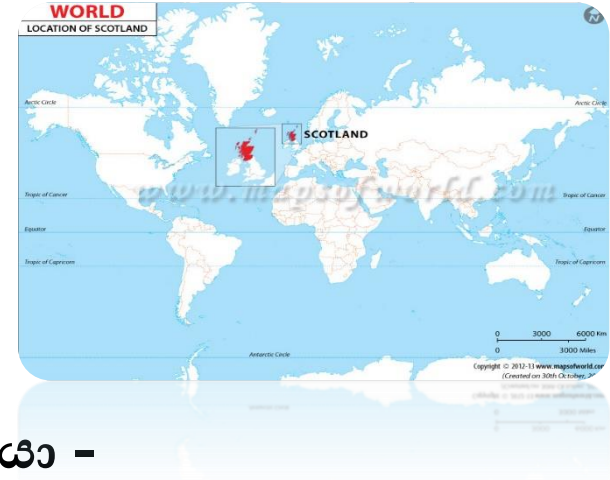 WORLD
LOCATION OF SCOTLAND
Arctic Circle
Arctic Circle
SCOTLAND
www.mapsofworld.com
Tropic of Cancer
Tropic of Cancer
Equator
Equator
Tropic of Capricorn
Tropic of Capricorn
0 3000 6000 Km
0 3000 Miles
Antarctic Circle
Copyright © 2012-13 www.mapsofworld.com
(Created on 30th October, 20
യാ -